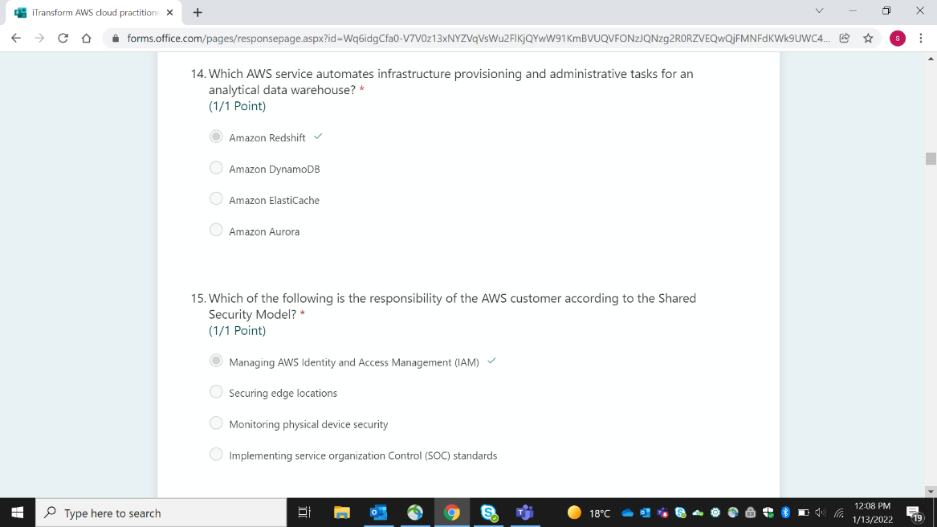 iTransform AWS cloud practitione
forms.office.com/pages/responsepage.aspx?id=Wq6idgCfa0-V7V0z13xNYZVqVsWu2FlKjQYwW91KmBVUQVFONzJQNzg2R0RZVEQwQjFMNFdKWk9UWC4...
s
14. Which AWS service automates infrastructure provisioning and administrative tasks for an
analytical data warehouse? *
(1/1 Point)
Amazon Redshift
Amazon DynamoDB
Amazon ElastiCache
Amazon Aurora
15. Which of the following is the responsibility of the AWS customer according to the Shared
Security Model? *
(1/1 Point)
Managing AWS Identity and Access Management (IAM)
Securing edge locations
Monitoring physical device security
Implementing service organization Control (SOC) standards
Type here to search
18°C
12:08 PM
1/13/2022
19